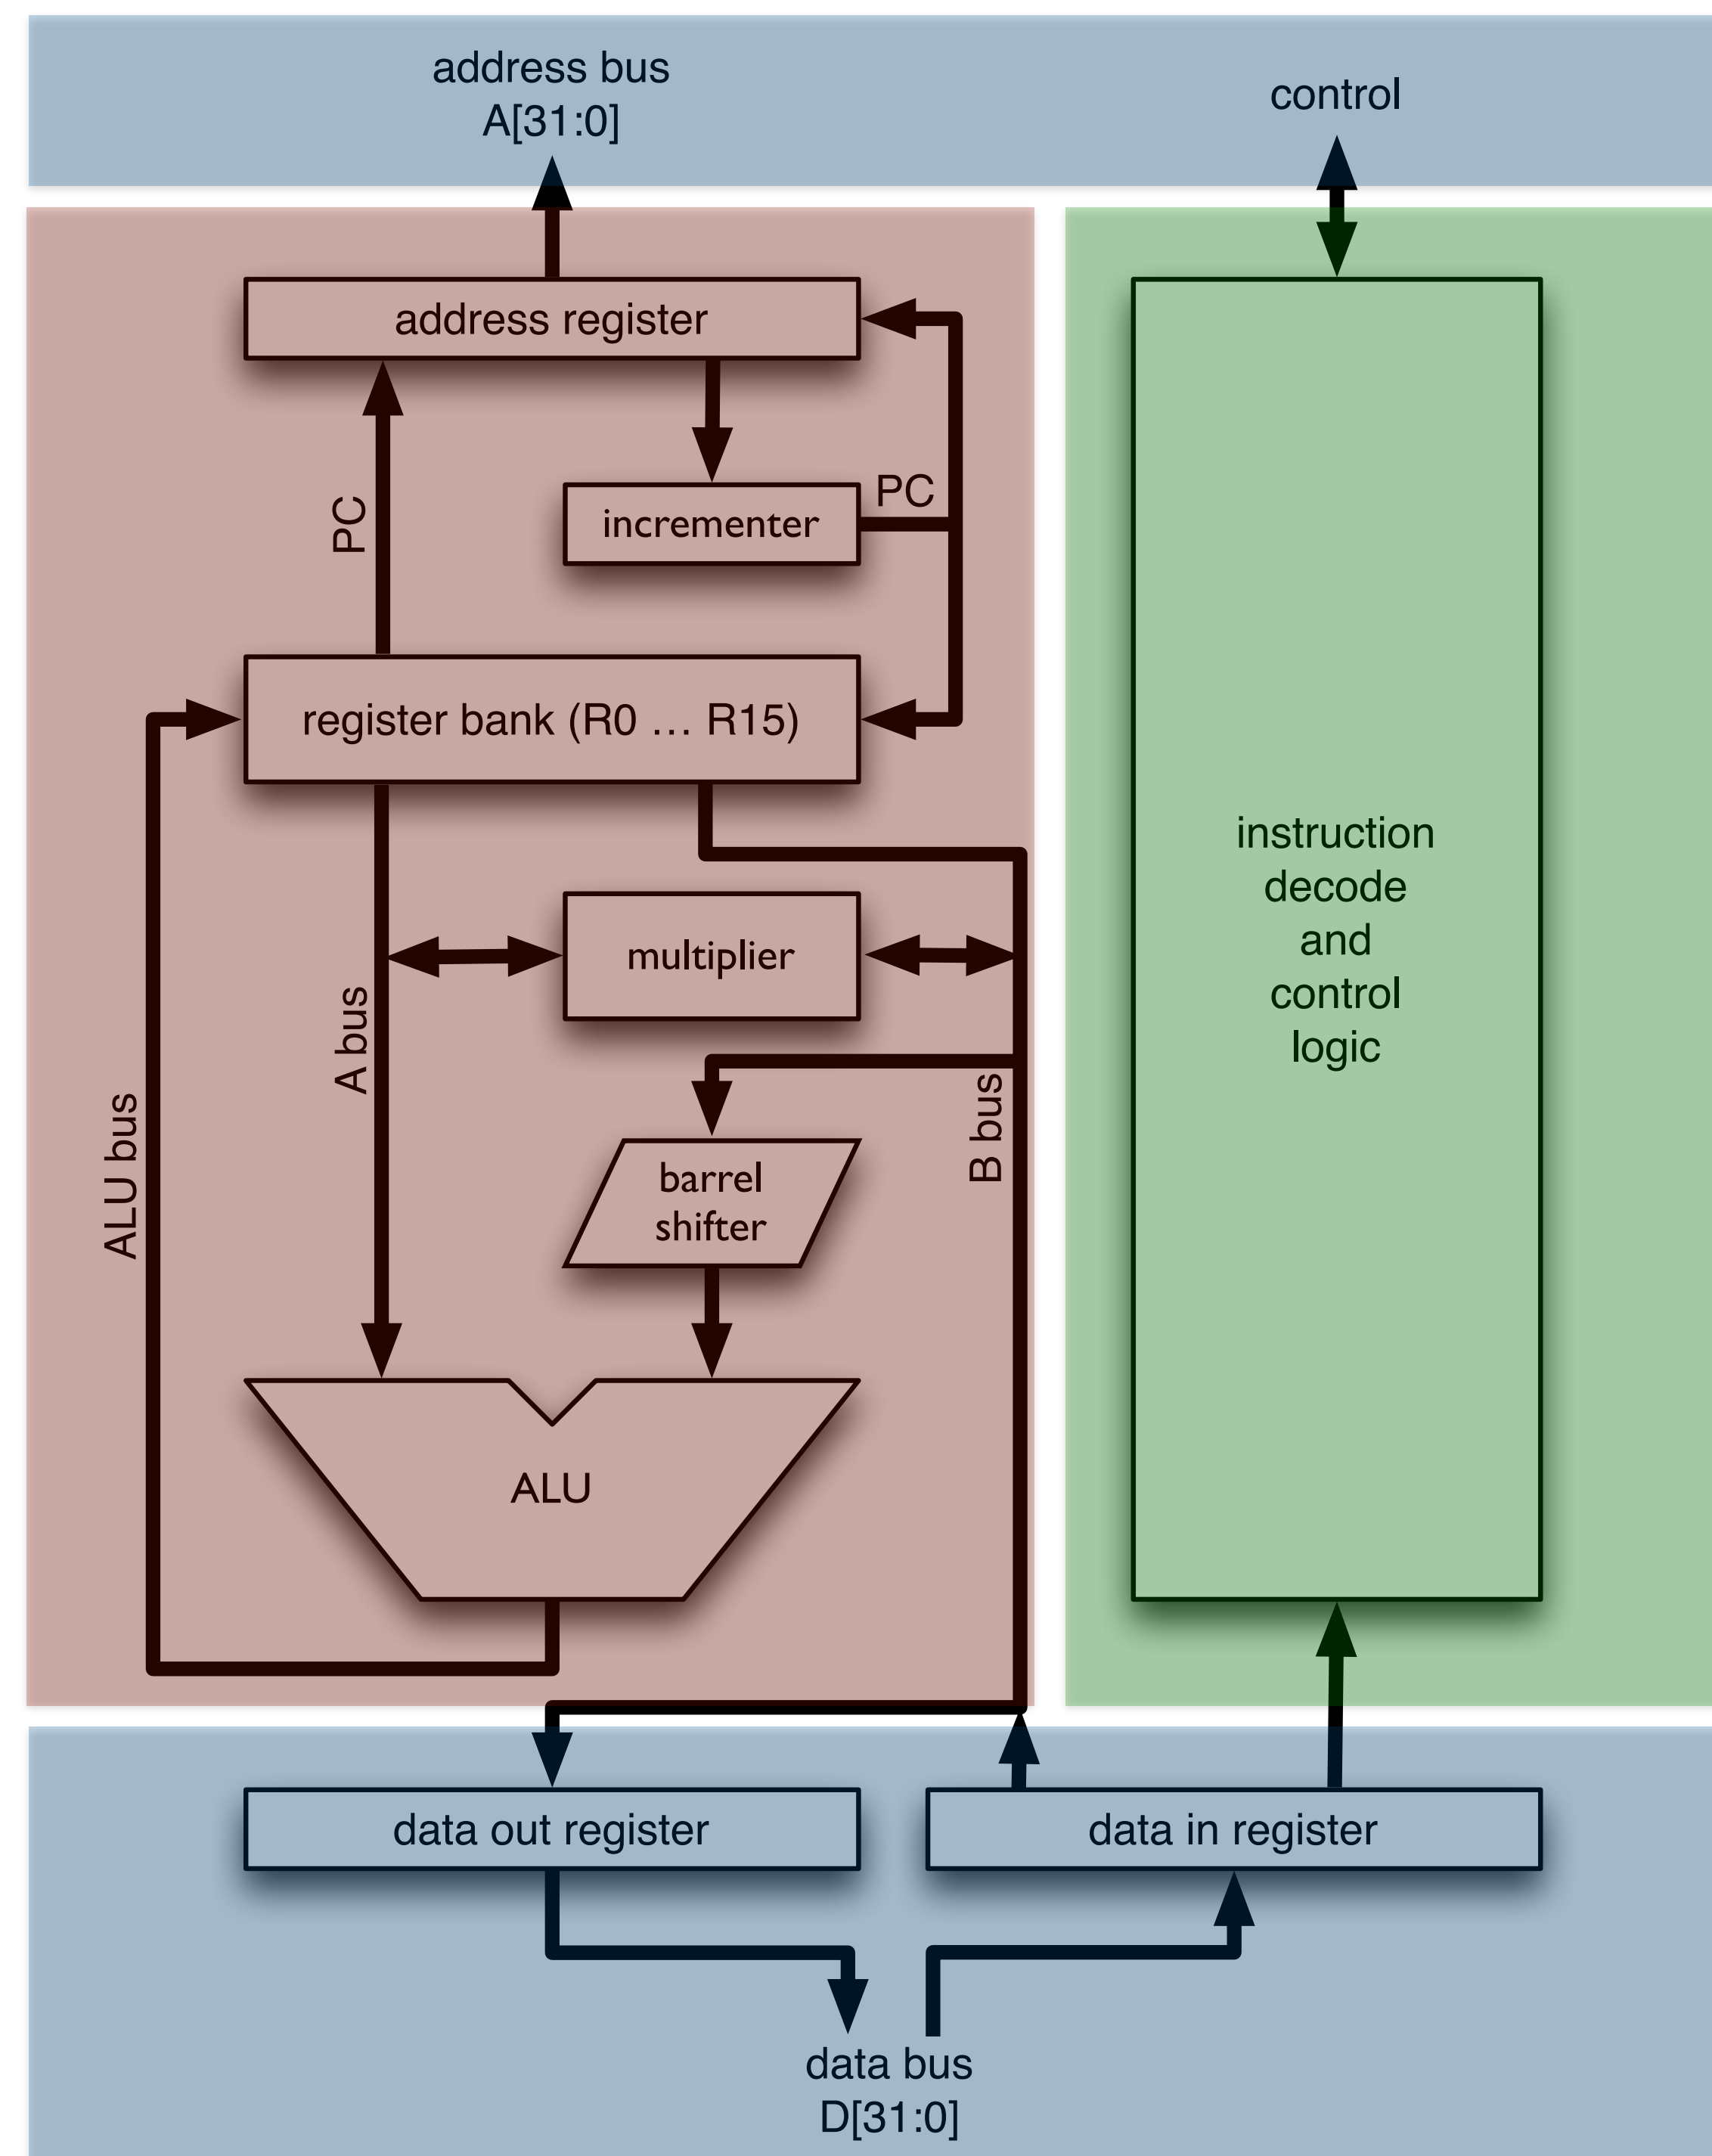 address bus
A[31:0]
control
address register
PC
incrementer
PC
register bank (R0 … R15)
multiplier
A bus
ALU bus
B bus
barrel
shifter
ALU
instruction
decode
and
control
logic
data out register
data in register
data bus
D[31:0]